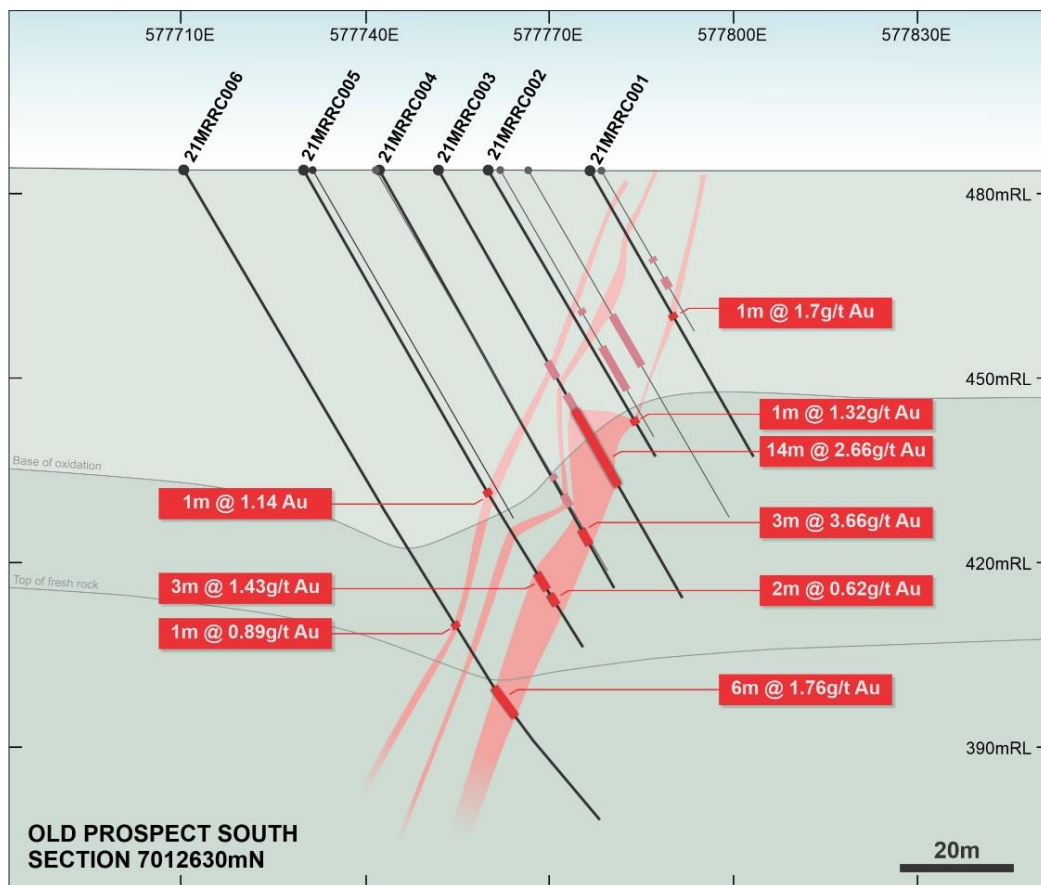 577710E 577740E 577770E 577800E 577830E
21MRRC006
21MRRC005
21MRRC004
21MRRC003
21MRRC002
21MRRC001
480mRL
1m @ 1.7g/t Au
450mRL
1m @ 1.32g/t Au
14m @ 2.66g/t Au
Base of oxidation
1m @ 1.14 Au
3m @ 3.66g/t Au
420mRL
Top of fresh rock
3m @ 1.43g/t Au
2m @ 0.62g/t Au
1m @ 0.89g/t Au
6m @ 1.76g/t Au
390mRL
OLD PROSPECT SOUTH
SECTION 7012630mN
20m